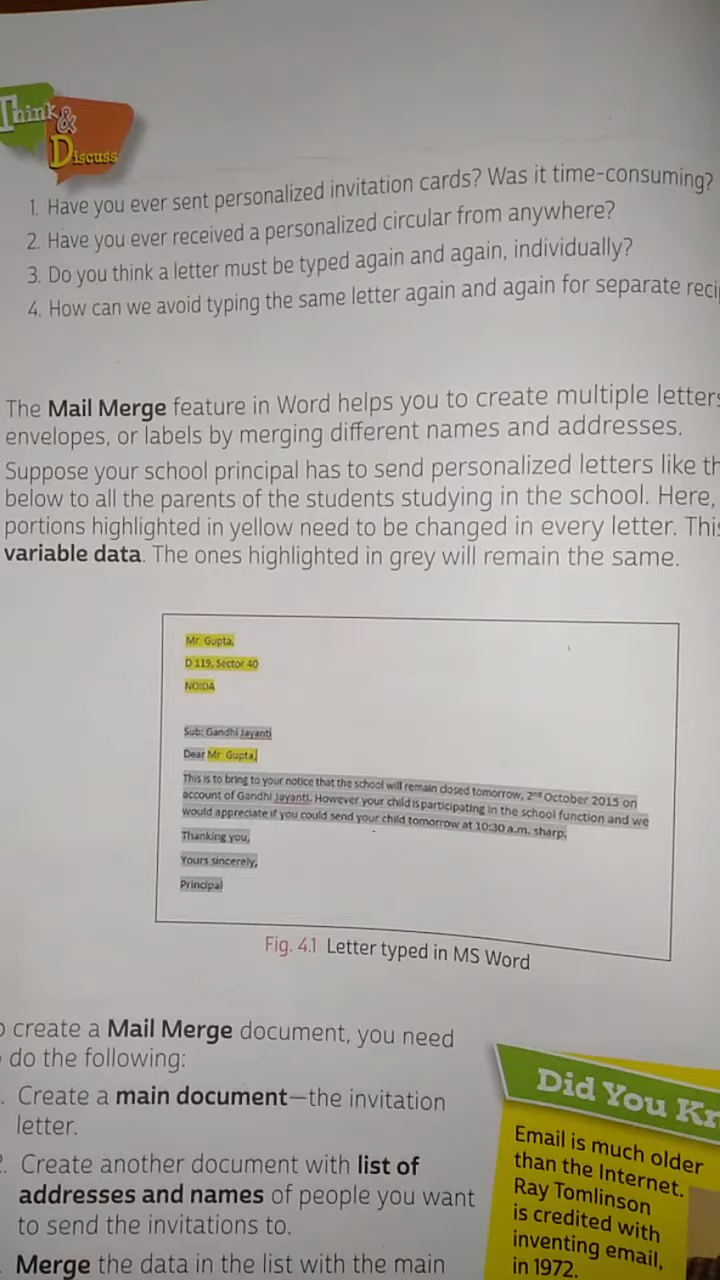 Think &
Discuss
1. Have you ever sent personalized invitation cards? Was it time-consuming?
2. Have you ever received a personalized circular from anywhere?
3. Do you think a letter must be typed again and again, individually?
4. How can we avoid typing the same letter again and again for separate
The Mail Merge feature in Word helps you to create multiple letters
envelopes, or labels by merging different names and addresses.
Suppose your school principal has to send personalized letters like
below to all the parents of the students studying in the school. Here,
portions highlighted in yellow need to be changed in every letter. This
variable data. The ones highlighted in grey will remain the same.
Mr Gupta,
D 119, Sector 40
NOIDA
Sub: Gandhi Jayanti
Dear Mr Gupta,
This is to bring to your notice that the school will remain closed tomorrow, 2nd October 2015 on
account of Gandhi Jayanti. However your child is participating in the school function and we
would appreciate if you could send your child tomorrow at 10:30 a.m. sharp.
Thanking you,
Yours sincerely,
Principal
Fig. 4.1 Letter typed in MS Word
create a Mail Merge document, you need
do the following:
Create a main document—the invitation
letter.
Create another document with list of
addresses and names of people you want
to send the invitations to.
Merge the data in the list with the main
Did You
Email is much older
than the Internet.
Ray Tomlinson
is credited with
inventing email,
in 1972.